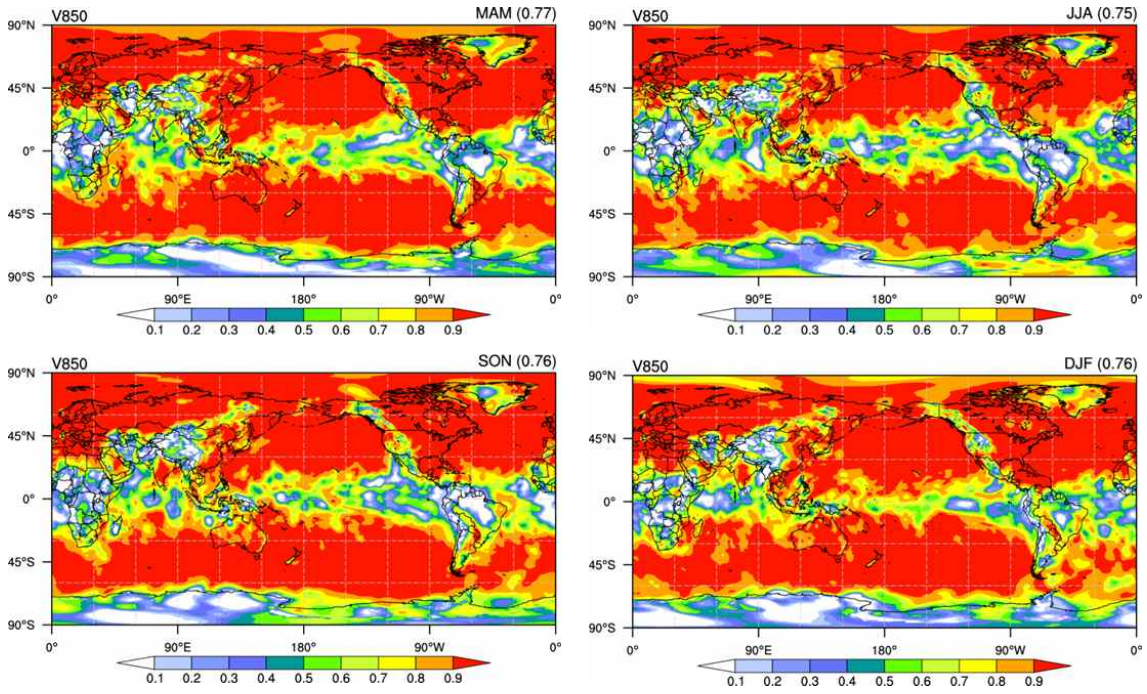 V850 MAM (0.77)
90°N
45°N
0°
45°S
90°S
0° 90°E 180° 90°W 0°
0.1 0.2 0.3 0.4 0.5 0.6 0.7 0.8 0.9
V850 JJA (0.75)
90°N
45°N
0°
45°S
90°S
0° 90°E 180° 90°W 0°
0.1 0.2 0.3 0.4 0.5 0.6 0.7 0.8 0.9
V850 SON (0.76)
90°N
45°N
0°
45°S
90°S
0° 90°E 180° 90°W 0°
0.1 0.2 0.3 0.4 0.5 0.6 0.7 0.8 0.9
V850 DJF (0.76)
90°N
45°N
0°
45°S
90°S
0° 90°E 180° 90°W 0°
0.1 0.2 0.3 0.4 0.5 0.6 0.7 0.8 0.9